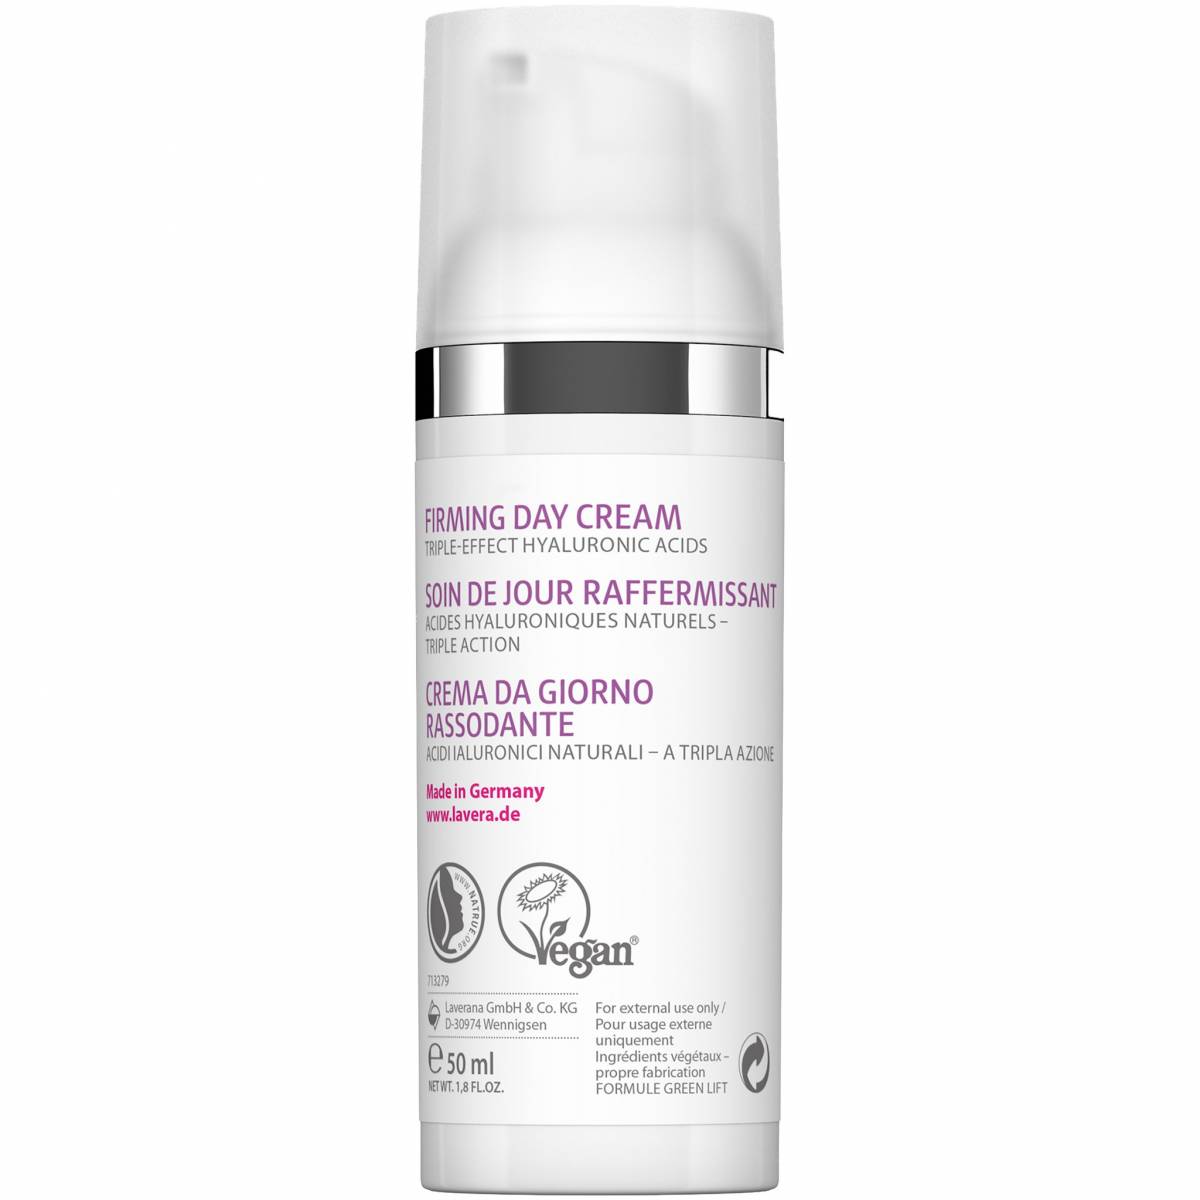 FIRMING DAY CREAM
TRIPLE-EFFECT HYALURONIC ACIDS
SOIN DE JOUR RAFFERMISSANT
ACIDES HYALURONIQUES NATURELS –
TRIPLE ACTION
CREMA DA GIORNO
RASSODANTE
ACIDI IALURONICI NATURALI – A TRIPLA AZIONE
Made in Germany
www.lavera.de
WWW.NATRUE.ORG
Vegan®
713279
Laverana GmbH & Co. KG
D-30974 Wennigsen
e 50 ml
NET WT. 1,8 FL.OZ.
For external use only /
Pour usage externe
uniquement
Ingrédients végétaux –
propre fabrication
FORMULE GREEN LIFT